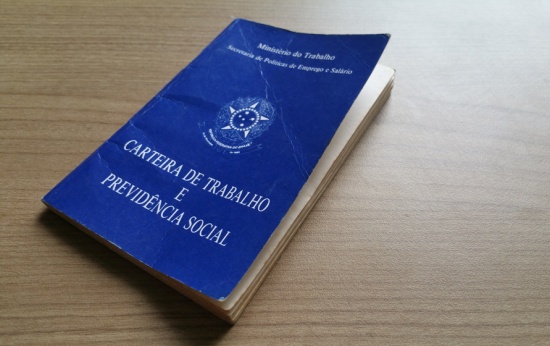 Ministério do Trabalho
Secretaria de Políticas de Emprego e Salário
CARTEIRA DE TRABALHO
E
PREVIDÊNCIA SOCIAL